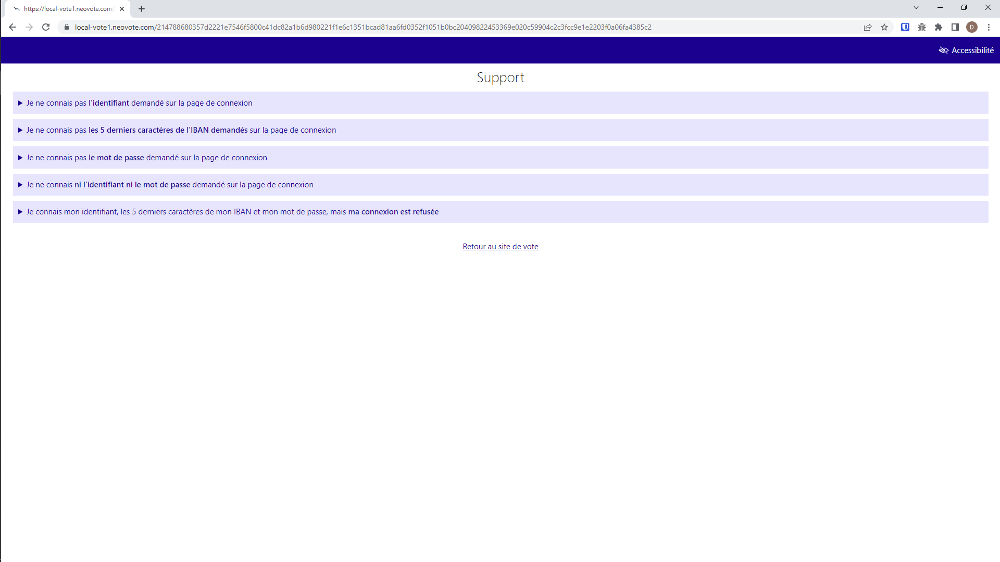 https://local-vote1.neovote.com/
local-vote1.neovote.com/214788680357d2221e7546f5800c41dc82a1b6d980221f1e6c1351bcad81aa6fd0352f1051b0bc20409822453369e020c59904c2c3fcc9e1e2203f0a06fa4385c2
D
Accessibilité
Support
Je ne connais pas l'identifiant demandé sur la page de connexion
Je ne connais pas les 5 derniers caractères de l'IBAN demandés sur la page de connexion
Je ne connais pas le mot de passe demandé sur la page de connexion
Je ne connais ni l'identifiant ni le mot de passe demandé sur la page de connexion
Je connais mon identifiant, les 5 derniers caractères de mon IBAN et mon mot de passe, mais ma connexion est refusée
Retour au site de vote